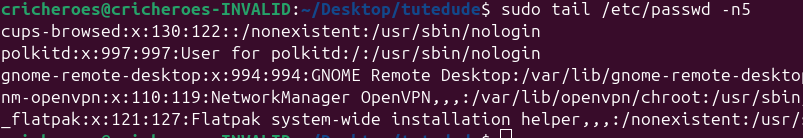 cricheroes@cricheroes-INVALID:~/Desktop/tutedude$ sudo tail /etc/passwd -n5
cups-browsed:x:130:122::/nonexistent:/usr/sbin/nologin
polkitd:x:997:997:User for polkitd:/:/usr/sbin/nologin
gnome-remote-desktop:x:994:994:GNOME Remote Desktop:/var/lib/gnome-remote-deskto
nm-openvpn:x:110:119:NetworkManager OpenVPN,,,:/var/lib/openvpn/chroot:/usr/sbin
_flatpak:x:121:127:Flatpak system-wide installation helper,,,:/nonexistent:/usr/
cricheroes@cricheroes-INVALID:~/Desktop/tutedude$